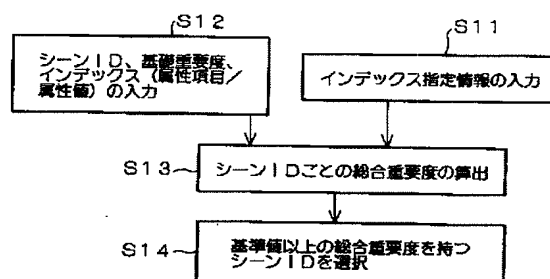 S12
シーンID、基礎重要度、
インデックス(属性項目/
属性値)の入力
S11
インデックス指定情報の入力
S13
シーンIDごとの総合重要度の算出
S14
基準値以上の総合重要度を持つ
シーンIDを選択